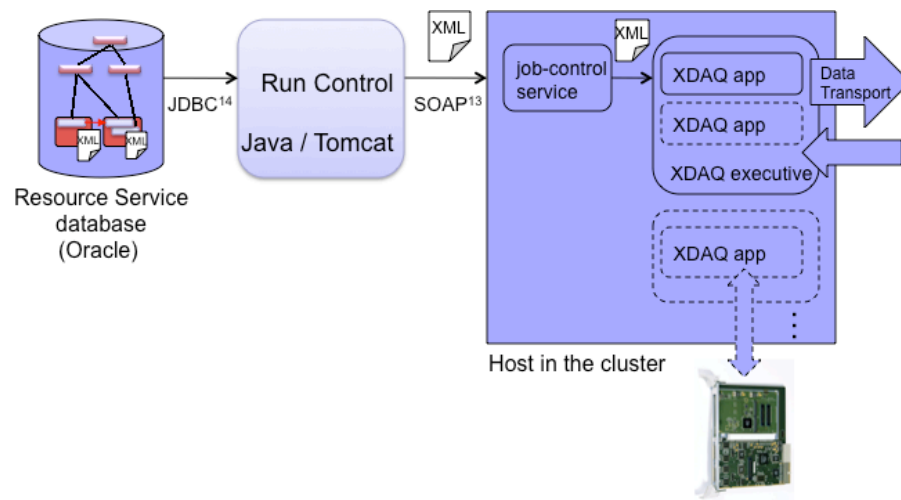 XML
XML
Resource Service
database
(Oracle)
JDBC¹⁴
Run Control
Java / Tomcat
XML
SOAP¹³
job-control
service
XML
XDAQ app
XDAQ app
XDAQ executive
Data
Transport
XDAQ app
Host in the cluster